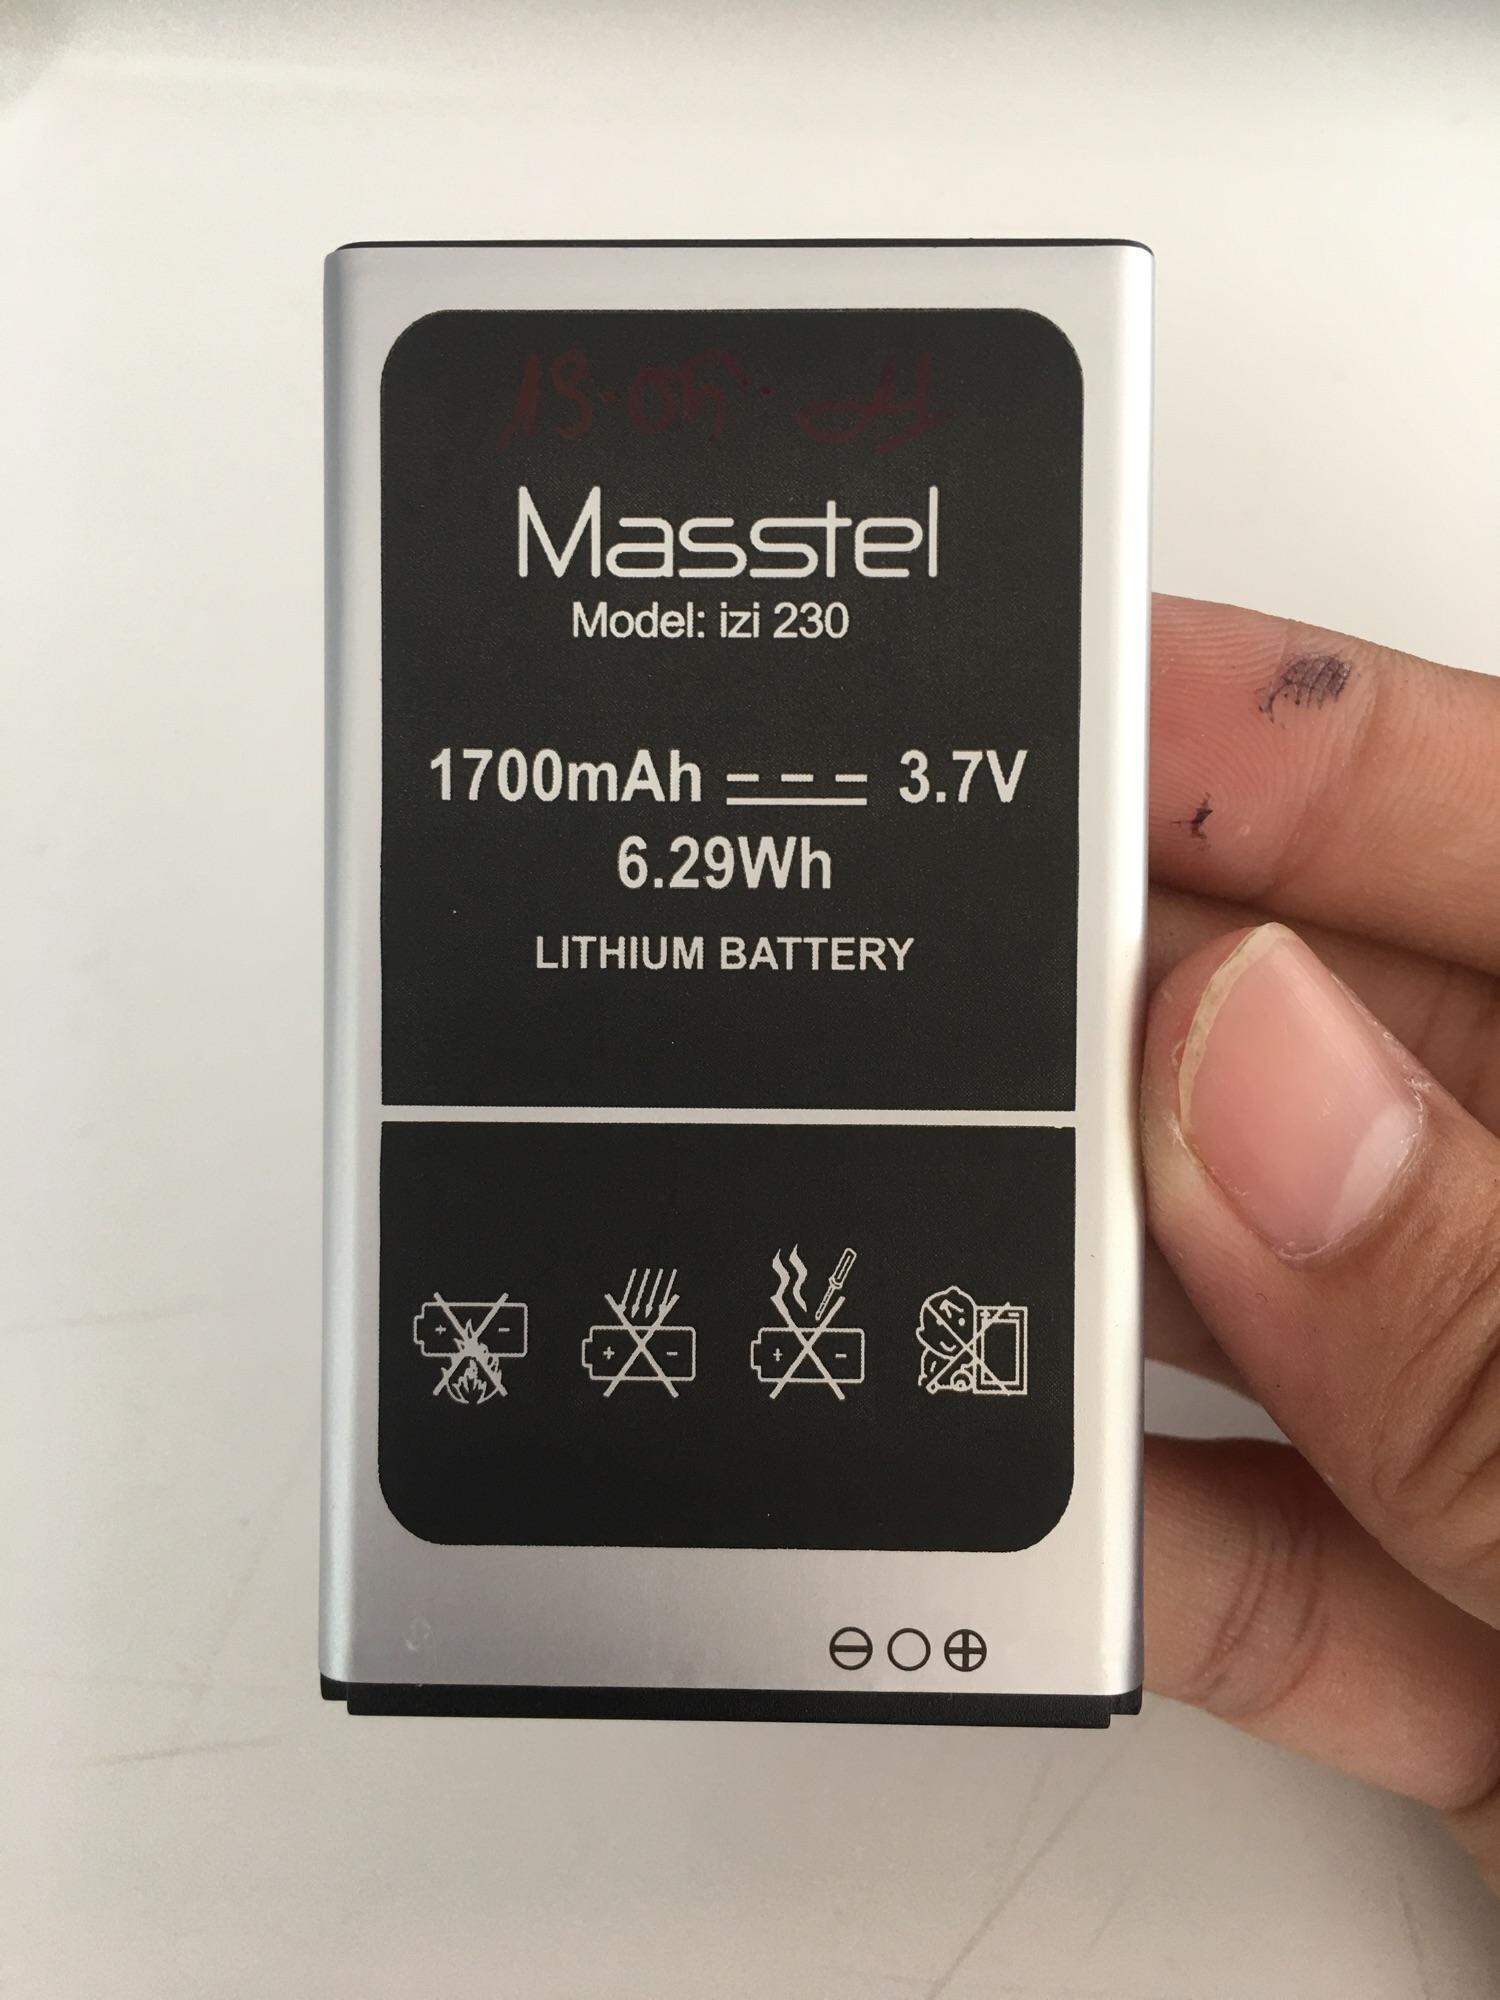 Masstel
Model: izi 230
1700mAh ⎓ 3.7V
6.29Wh
LITHIUM BATTERY